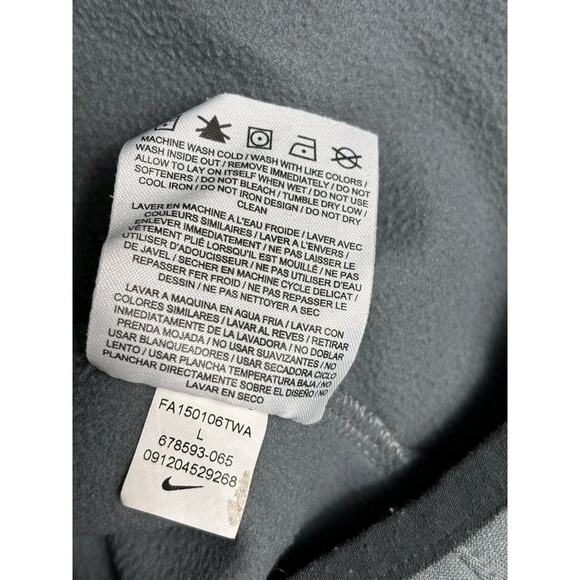 MACHINE WASH COLD / WASH WITH LIKE COLORS /
WASH INSIDE OUT / REMOVE IMMEDIATELY / DO NOT
ALLOW TO LAY ON ITSELF WHEN WET / DO NOT USE
SOFTENERS / DO NOT BLEACH / TUMBLE DRY LOW /
COOL IRON / DO NOT IRON DESIGN / DO NOT DRY
CLEAN
LAVER EN MACHINE A L'EAU FROIDE / LAVER AVEC
COULEURS SIMILAIRES / LAVER A L'ENVERS /
ENLEVER IMMEDIATEMENT / NE PAS LAISSER DE
VÊTEMENT PLIÉ LORSQU'IL EST MOUILLÉ / NE PAS
UTILISER D'ADOUCISSEUR / NE PAS UTILISER D'EAU
DE JAVEL / SECHER EN MACHINE CYCLE DELICAT /
REPASSER FER FROID / NE PAS REPASSER LE
DESSIN / NE PAS NETTOYER A SEC
LAVAR A MAQUINA EN AGUA FRIA / LAVAR CON
COLORES SIMILARES / LAVAR AL REVES / RETIRAR
INMEDIATAMENTE DE LA LAVADORA / NO DOBLAR
PRENDA MOJADA / NO USAR SUAVIZANTES / NO
USAR BLANQUEADORES / USAR SECADORA CICLO
LENTO / USAR PLANCHA TEMPERATURA BAJA / NO
PLANCHAR DIRECTAMENTE SOBRE EL DISEÑO / NO
LAVAR EN SECO
FA150106TWA
L
678593-065
091204529268